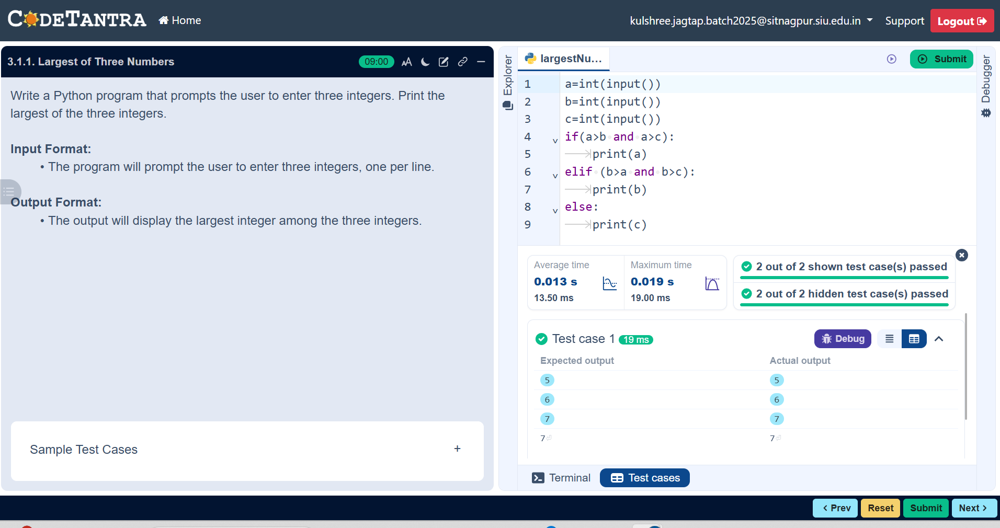 CODETANTRA
Home
kulshree.jagtap.batch2025@sitnagpur.siu.edu.in
Support
Logout
3.1.1. Largest of Three Numbers
09:00
AA
Write a Python program that prompts the user to enter three integers. Print the
largest of the three integers.
Input Format:
• The program will prompt the user to enter three integers, one per line.
Output Format:
• The output will display the largest integer among the three integers.
Sample Test Cases
+
Explorer
largestNu...
Submit
Debugger
1 a=int(input())
2 b=int(input())
3 c=int(input())
4 if(a>b and a>c):
5 print(a)
6 elif (b>a and b>c):
7 print(b)
8 else:
9 print(c)
Average time
0.013 s
13.50 ms
Maximum time
0.019 s
19.00 ms
2 out of 2 shown test case(s) passed
2 out of 2 hidden test case(s) passed
Test case 1
19 ms
Debug
Expected output Actual output
5 5
6 6
7 7
7 7
Terminal
Test cases
< Prev
Reset
Submit
Next >